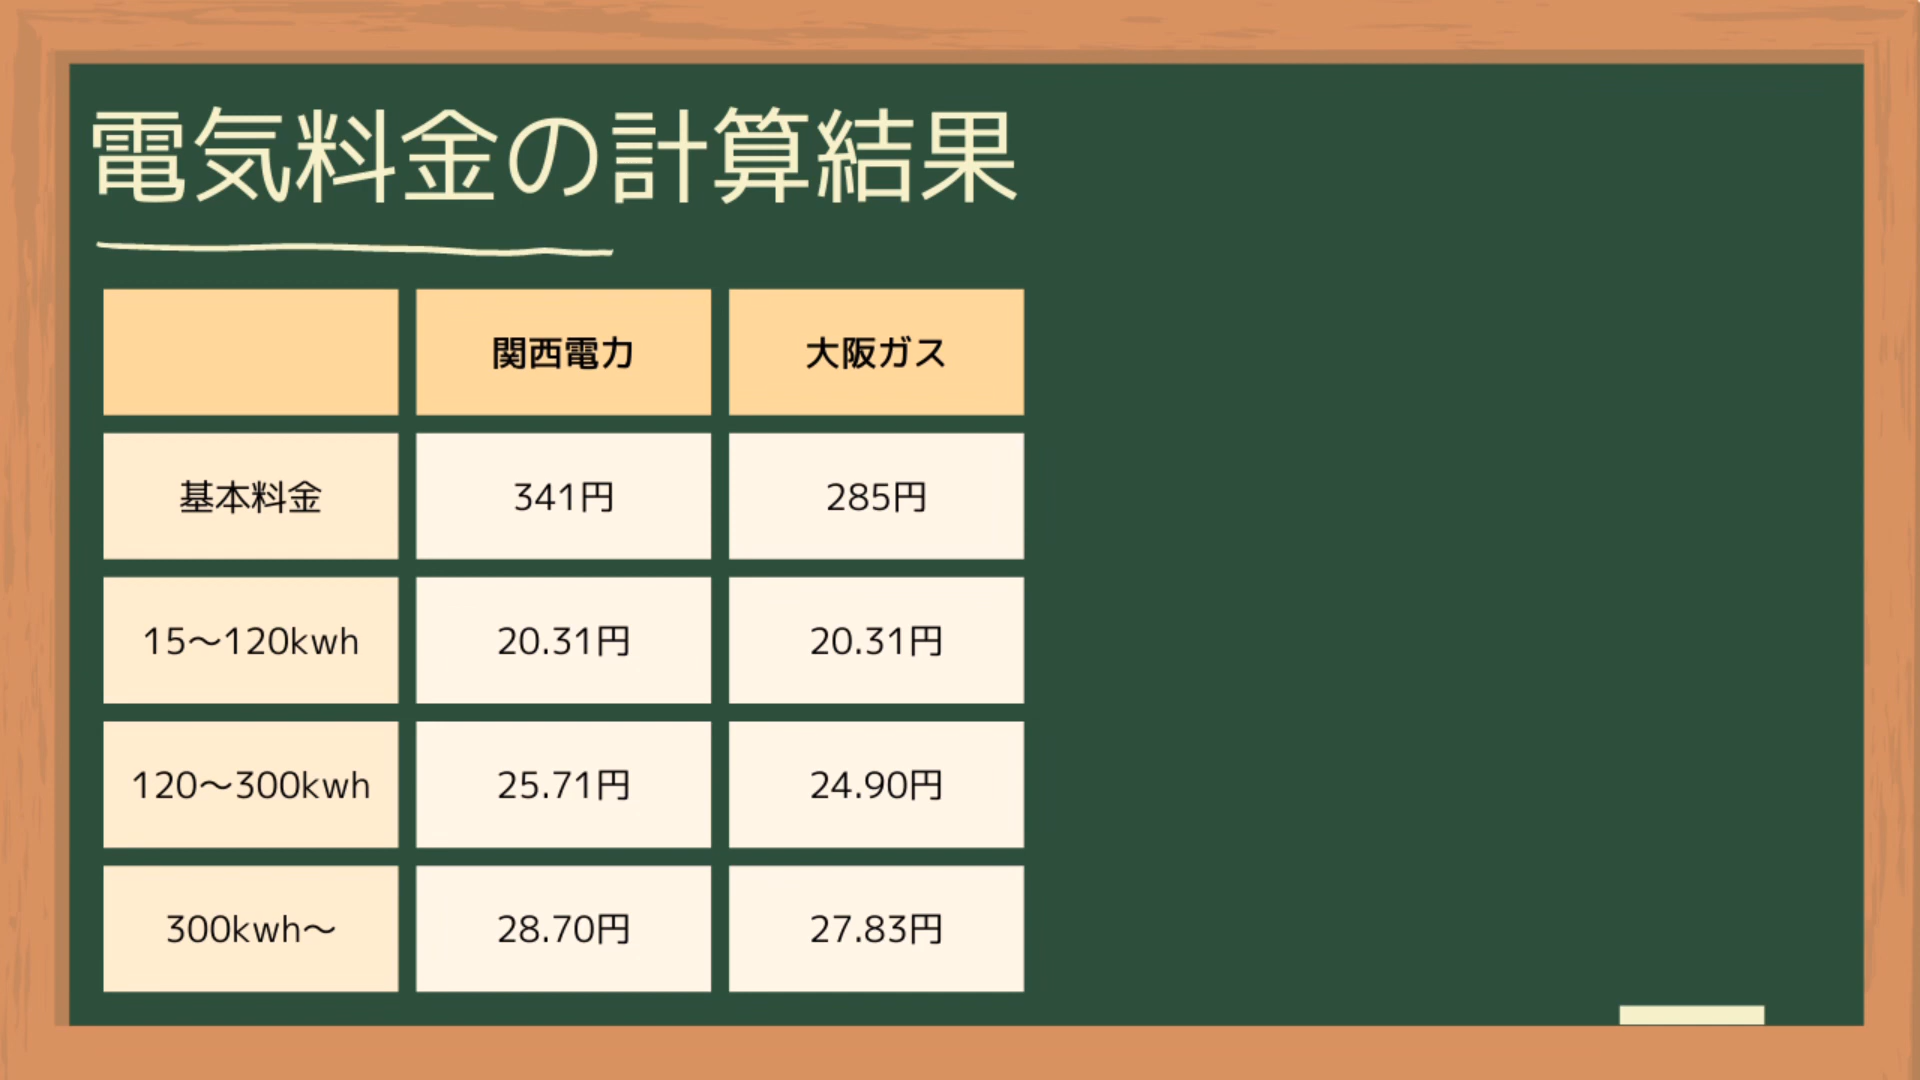 電気料金の計算結果
関西電力 大阪ガス
基本料金 341円 285円
15〜120kwh 20.31円 20.31円
120〜300kwh 25.71円 24.90円
300kwh〜 28.70円 27.83円